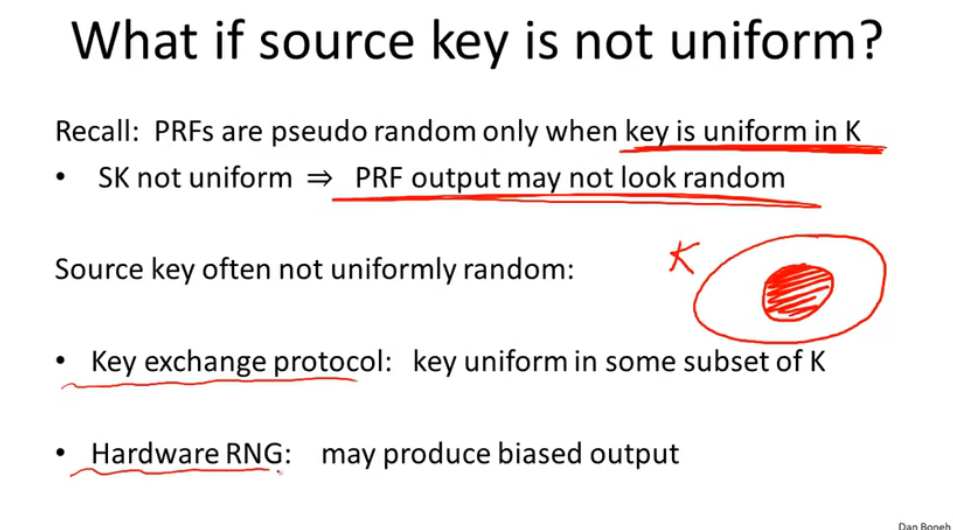 What if source key is not uniform?
Recall: PRFs are pseudo random only when key is uniform in K
• SK not uniform ⇒ PRF output may not look random
Source key often not uniformly random:
K
• Key exchange protocol: key uniform in some subset of K
• Hardware RNG: may produce biased output
Dan Boneh